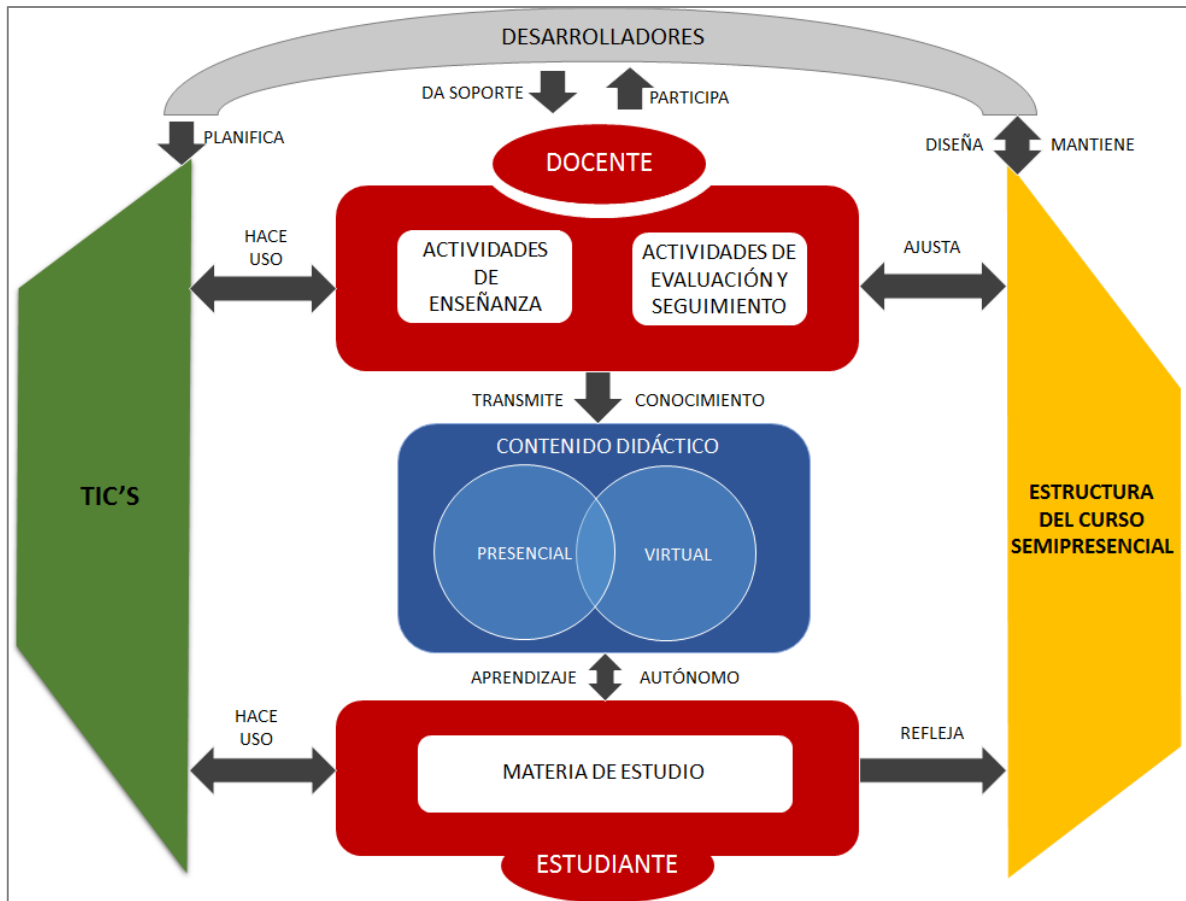 DESARROLLADORES
DA SOPORTE
PARTICIPA
PLANIFICA
DISEÑA
MANTIENE
DOCENTE
HACE
USO
ACTIVIDADES
DE
ENSEÑANZA
ACTIVIDADES DE
EVALUACIÓN Y
SEGUIMIENTO
AJUSTA
TRANSMITE
CONOCIMIENTO
CONTENIDO DIDÁCTICO
PRESENCIAL
VIRTUAL
TIC’S
ESTRUCTURA
DEL CURSO
SEMIPRESENCIAL
APRENDIZAJE
AUTÓNOMO
HACE
USO
MATERIA DE ESTUDIO
REFLEJA
ESTUDIANTE